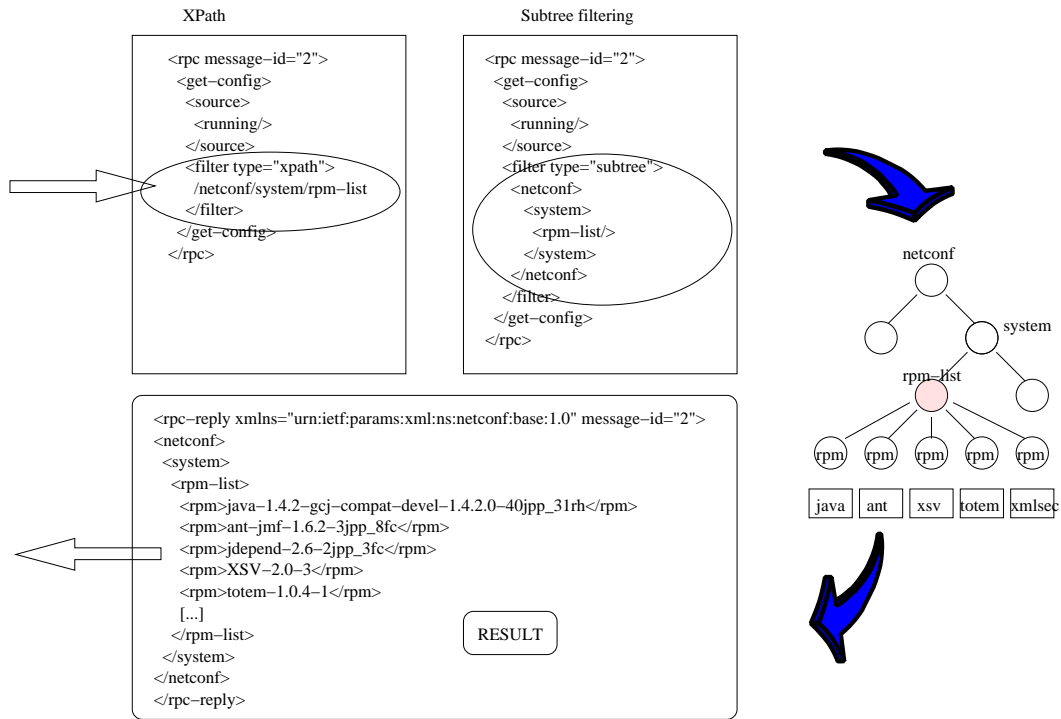 XPath
<rpc message−id="2">
<get−config>
<source>
<running/>
</source>
<filter type="xpath">
/netconf/system/rpm−list
</filter>
</get−config>
</rpc>
Subtree filtering
<rpc message−id="2">
<get−config>
<source>
<running/>
</source>
<filter type="subtree">
<netconf>
<system>
<rpm−list/>
</system>
</netconf>
</filter>
</get−config>
</rpc>
netconf
system
rpm−list
rpm rpm rpm rpm rpm
java ant xsv totem xmlsec
<rpc−reply xmlns="urn:ietf:params:xml:ns:netconf:base:1.0" message−id="2">
<netconf>
<system>
<rpm−list>
<rpm>java−1.4.2−gcj−compat−devel−1.4.2.0−40jpp_31rh</rpm>
<rpm>ant−jmf−1.6.2−3jpp_8fc</rpm>
<rpm>jdepend−2.6−2jpp_3fc</rpm>
<rpm>XSV−2.0−3</rpm>
<rpm>totem−1.0.4−1</rpm>
[...]
</rpm−list>
</system>
</netconf>
</rpc−reply>
RESULT